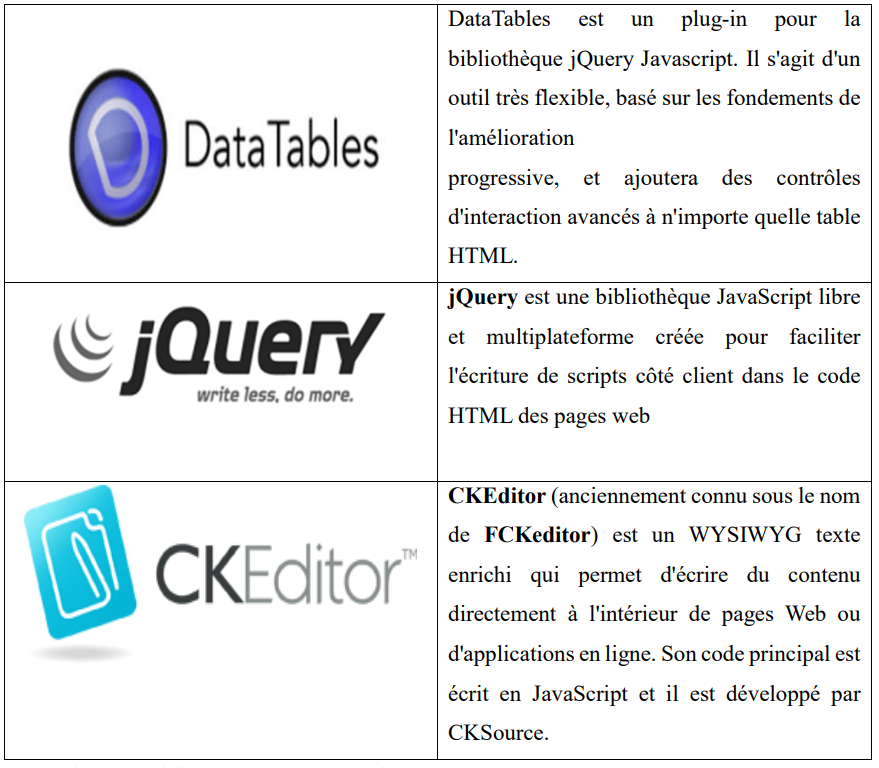 DataTables
DataTables est un plug-in pour la
bibliothèque jQuery Javascript. Il s'agit d'un
outil très flexible, basé sur les fondements de
l'amélioration
progressive, et ajoutera des contrôles
d'interaction avancés à n'importe quelle table
HTML.
jQuery
write less, do more.
jQuery est une bibliothèque JavaScript libre
et multiplateforme créée pour faciliter
l'écriture de scripts côté client dans le code
HTML des pages web
CKEditor™
CKEditor (anciennement connu sous le nom
de FCKeditor) est un WYSIWYG texte
enrichi qui permet d'écrire du contenu
directement à l'intérieur de pages Web ou
d'applications en ligne. Son code principal est
écrit en JavaScript et il est développé par
CKSource.